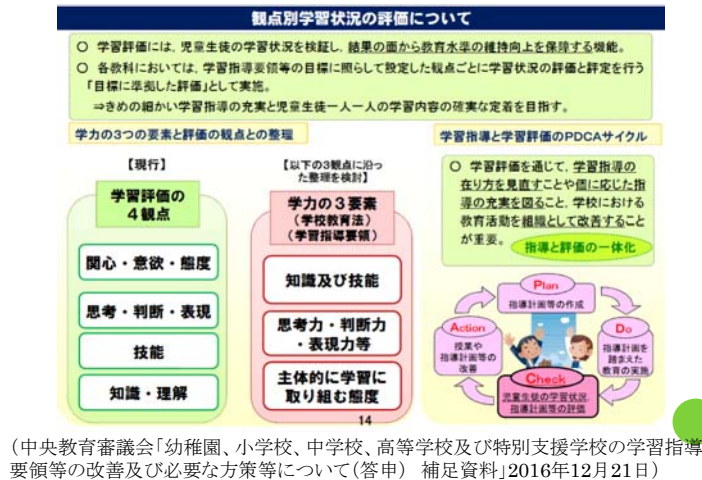 観点別学習状況の評価について
○ 学習評価には、児童生徒の学習状況を検証し、結果の面から教育水準の維持向上を保障する機能。
○ 各教科においては、学習指導要領等の目標に照らして設定した観点ごとに学習状況の評価と評定を行う
「目標に準拠した評価」として実施。
⇒きめの細かい学習指導の充実と児童生徒一人一人の学習内容の確実な定着を目指す。
学力の3つの要素と評価の観点との整理
【現行】
学習評価の
4観点
関心・意欲・態度
思考・判断・表現
技能
知識・理解
【以下の3観点に沿っ
た整理を検討】
学力の3要素
(学校教育法)
(学習指導要領)
知識及び技能
思考力・判断力
・表現力等
主体的に学習に
取り組む態度
14
学習指導と学習評価のPDCAサイクル
○ 学習評価を通じて、学習指導の
在り方を見直すことや個に応じた指
導の充実を図ること、学校における
教育活動を組織として改善すること
が重要。
指導と評価の一体化
Plan
指導計画等の作成
Do
指導計画を
踏まえた
教育の実施
Check
児童生徒の学習状況、
指導計画等の評価
Action
授業や
指導計画等の
改善
(中央教育審議会「幼稚園、小学校、中学校、高等学校及び特別支援学校の学習指導
要領等の改善及び必要な方策等について(答申) 補足資料」2016年12月21日)